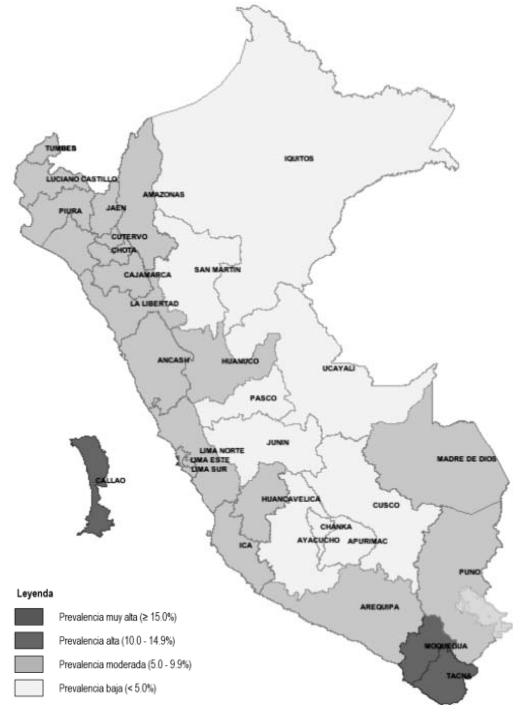 TUMBES
LUCIANO CASTILLO
PIURA
JAEN
AMAZONAS
IQUITOS
CUTERVO
CHOTA
CAJAMARCA
SAN MARTIN
LA LIBERTAD
ANCASH
HUANUCO
UCAYALI
PASCO
JUNIN
LIMA NORTE
LIMA ESTE
LIMA SUR
MADRE DE DIOS
CALLAO
HUANCAVELICA
CUSCO
CHANKA
AYACUCHO
APURIMAC
ICA
PUNO
AREQUIPA
MOQUEGUA
TACNA
Leyenda
Prevalencia muy alta (≥ 15.0%)
Prevalencia alta (10.0 - 14.9%)
Prevalencia moderada (5.0 - 9.9%)
Prevalencia baja (< 5.0%)